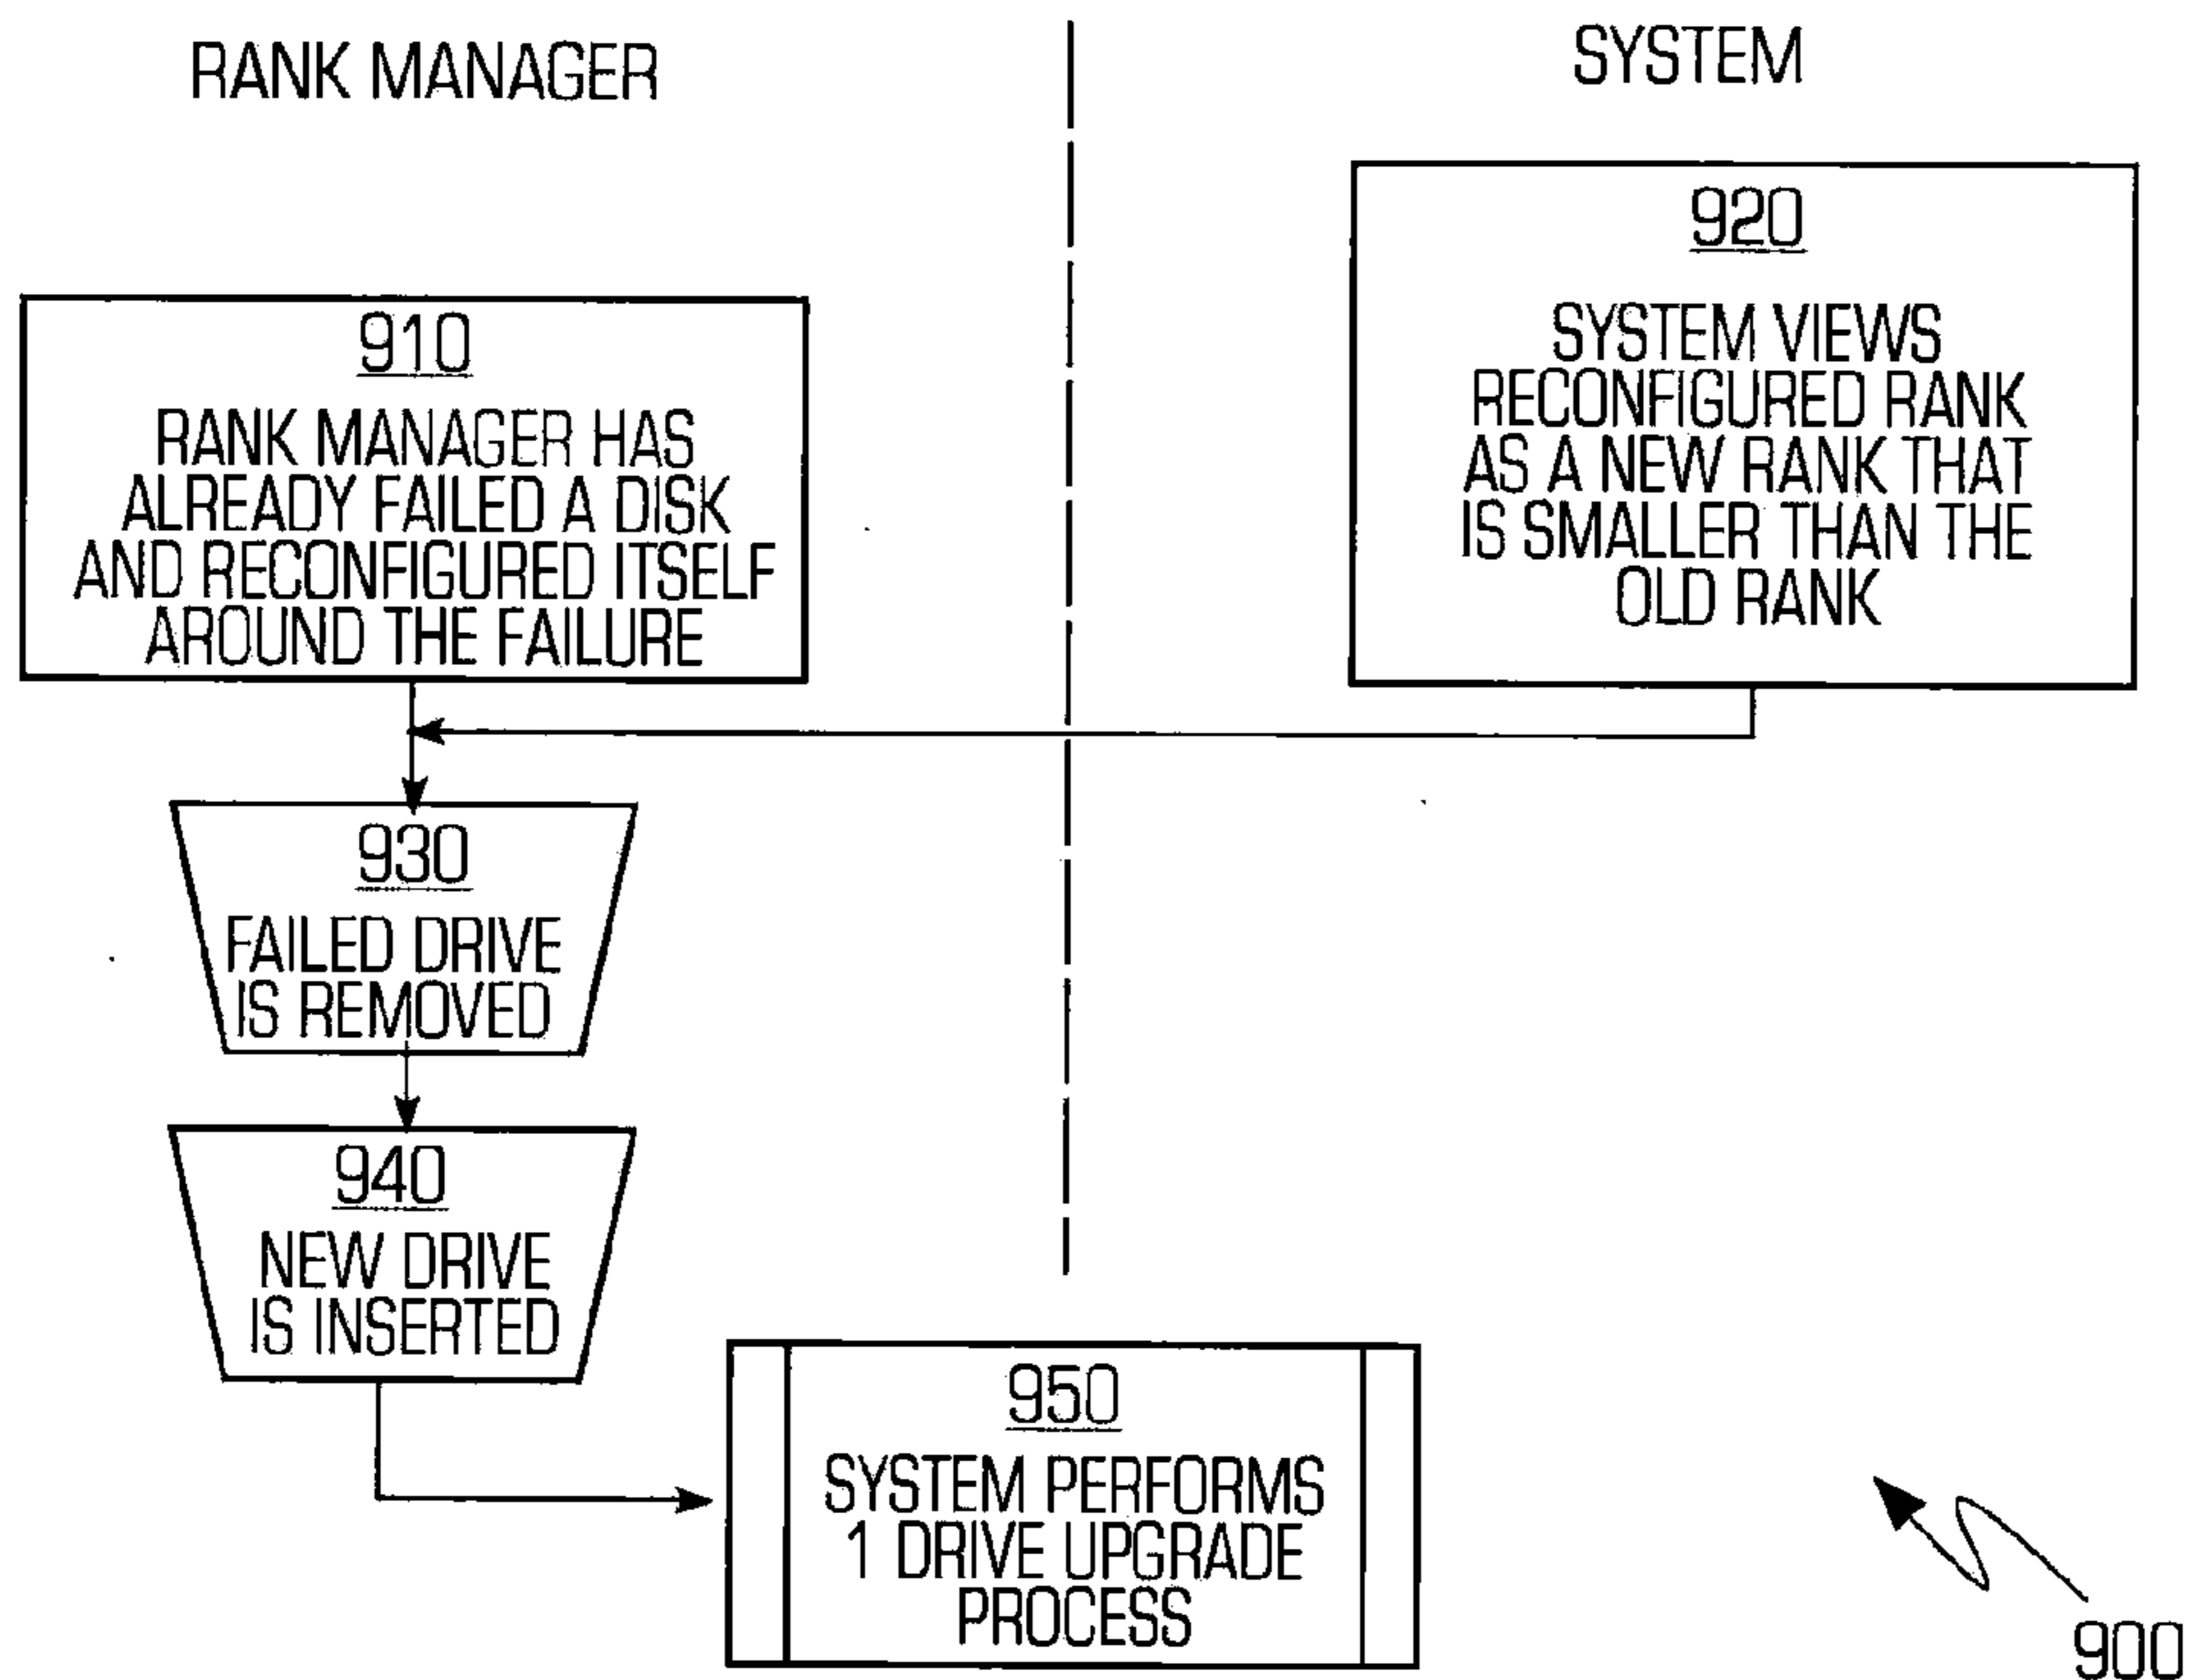 RANK MANAGER
SYSTEM
910
RANK MANAGER HAS
ALREADY FAILED A DISK
AND RECONFIGURED ITSELF
AROUND THE FAILURE
920
SYSTEM VIEWS
RECONFIGURED RANK
AS A NEW RANK THAT
IS SMALLER THAN THE
OLD RANK
930
FAILED DRIVE
IS REMOVED
940
NEW DRIVE
IS INSERTED
950
SYSTEM PERFORMS
1 DRIVE UPGRADE
PROCESS
900